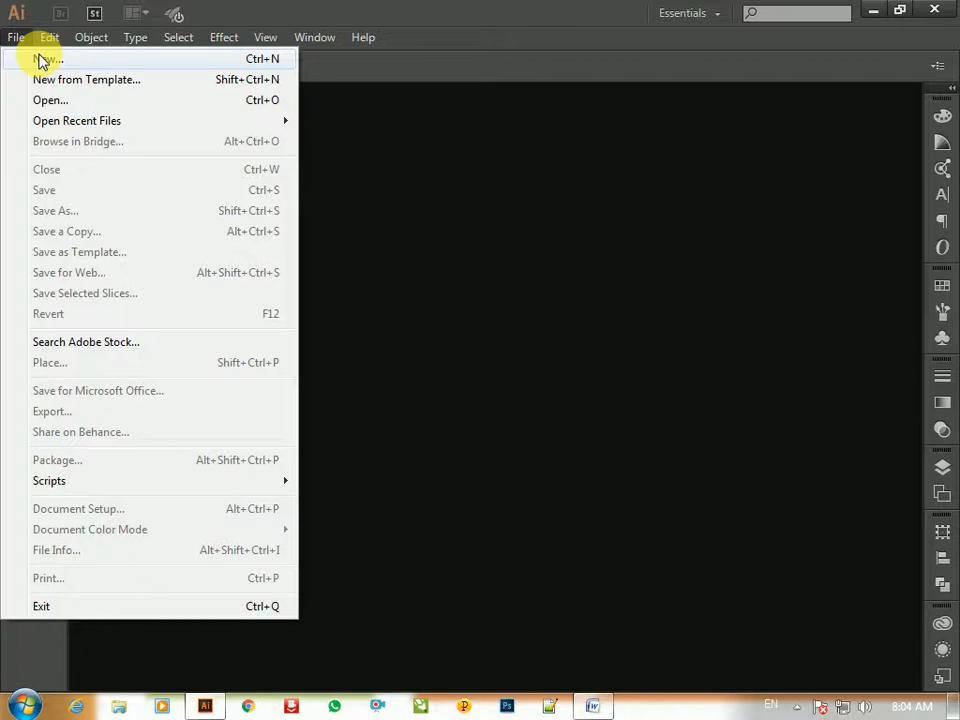 Ai Br St Essentials
File Edit Object Type Select Effect View Window Help
New... Ctrl+N
New from Template... Shift+Ctrl+N
Open... Ctrl+O
Open Recent Files
Browse in Bridge... Alt+Ctrl+O
Close Ctrl+W
Save Ctrl+S
Save As... Shift+Ctrl+S
Save a Copy... Alt+Ctrl+S
Save as Template...
Save for Web... Alt+Shift+Ctrl+S
Save Selected Slices...
Revert F12
Search Adobe Stock...
Place... Shift+Ctrl+P
Save for Microsoft Office...
Export...
Share on Behance...
Package... Alt+Shift+Ctrl+P
Scripts
Document Setup... Alt+Ctrl+P
Document Color Mode
File Info... Alt+Shift+Ctrl+I
Print... Ctrl+P
Exit Ctrl+Q
Ai Ps EN 8:04 AM